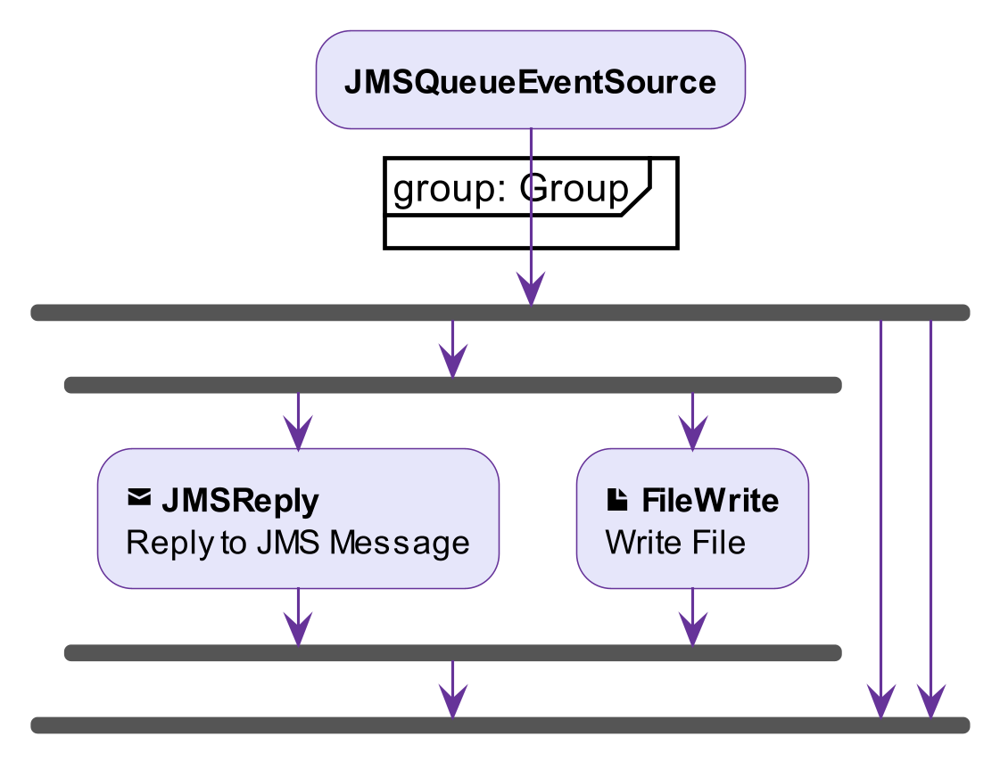 JMSQueueEventSource
group: Group
JMSReply
Reply to JMS Message
FileWrite
Write File